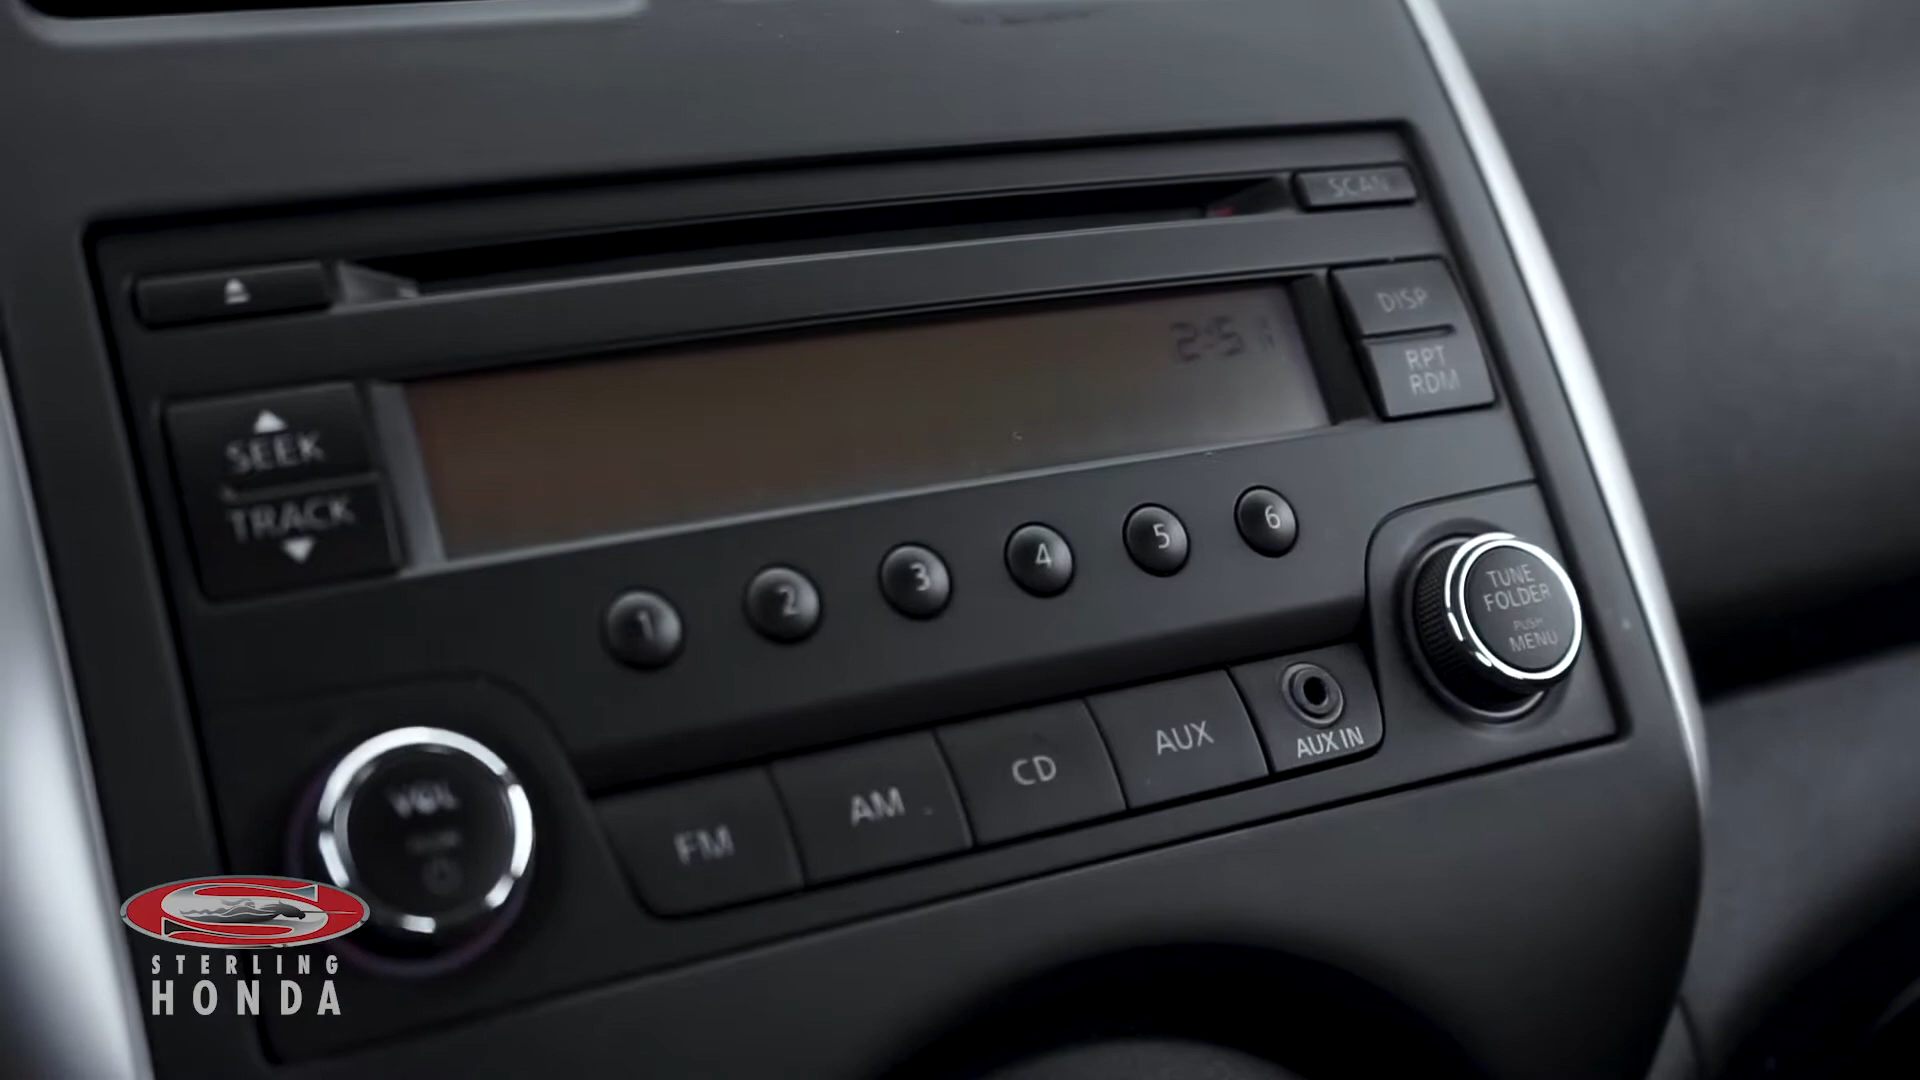 SCAN
DISP
RPT
RDM
SEEK
TRACK
1 2 3 4 5 6
TUNE
FOLDER
PUSH
MENU
VOL
FM
AM
CD
AUX
AUX IN
S
STERLING
HONDA